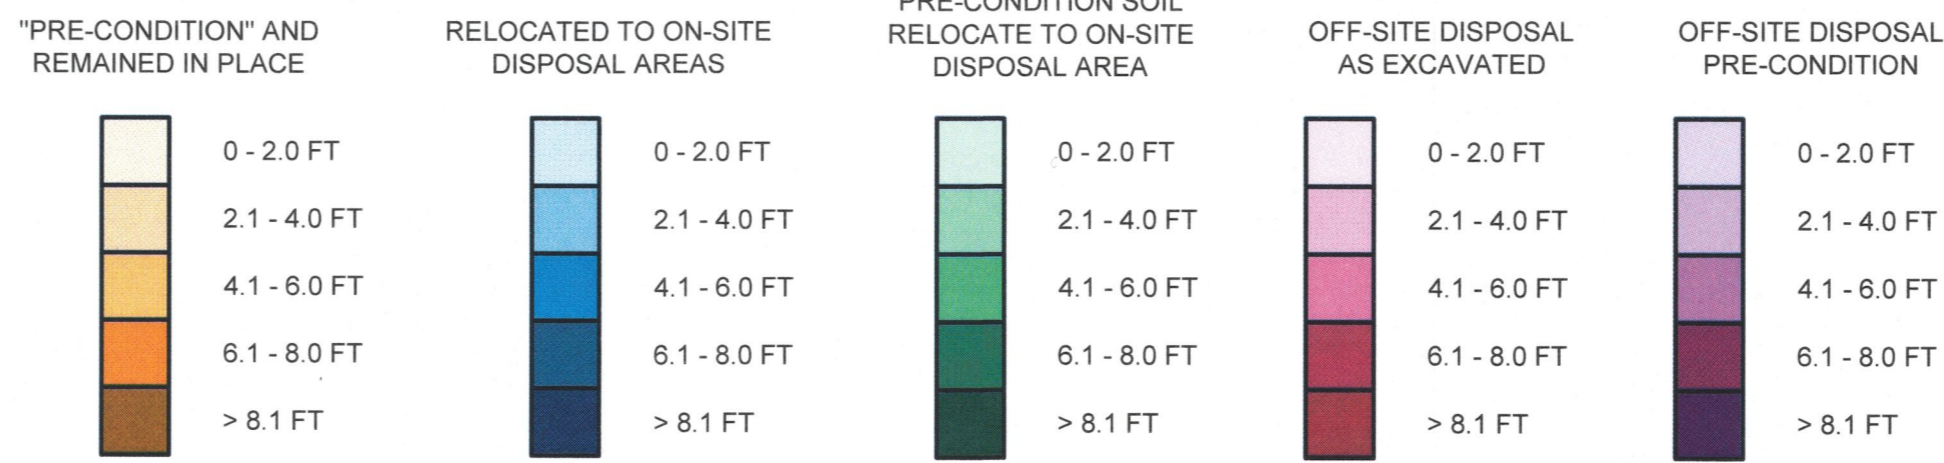 "PRE-CONDITION" AND
REMAINED IN PLACE
0 - 2.0 FT
2.1 - 4.0 FT
4.1 - 6.0 FT
6.1 - 8.0 FT
> 8.1 FT
RELOCATED TO ON-SITE
DISPOSAL AREAS
0 - 2.0 FT
2.1 - 4.0 FT
4.1 - 6.0 FT
6.1 - 8.0 FT
> 8.1 FT
PRE-CONDITION SOIL
RELOCATE TO ON-SITE
DISPOSAL AREA
0 - 2.0 FT
2.1 - 4.0 FT
4.1 - 6.0 FT
6.1 - 8.0 FT
> 8.1 FT
OFF-SITE DISPOSAL
AS EXCAVATED
0 - 2.0 FT
2.1 - 4.0 FT
4.1 - 6.0 FT
6.1 - 8.0 FT
> 8.1 FT
OFF-SITE DISPOSAL
PRE-CONDITION
0 - 2.0 FT
2.1 - 4.0 FT
4.1 - 6.0 FT
6.1 - 8.0 FT
> 8.1 FT